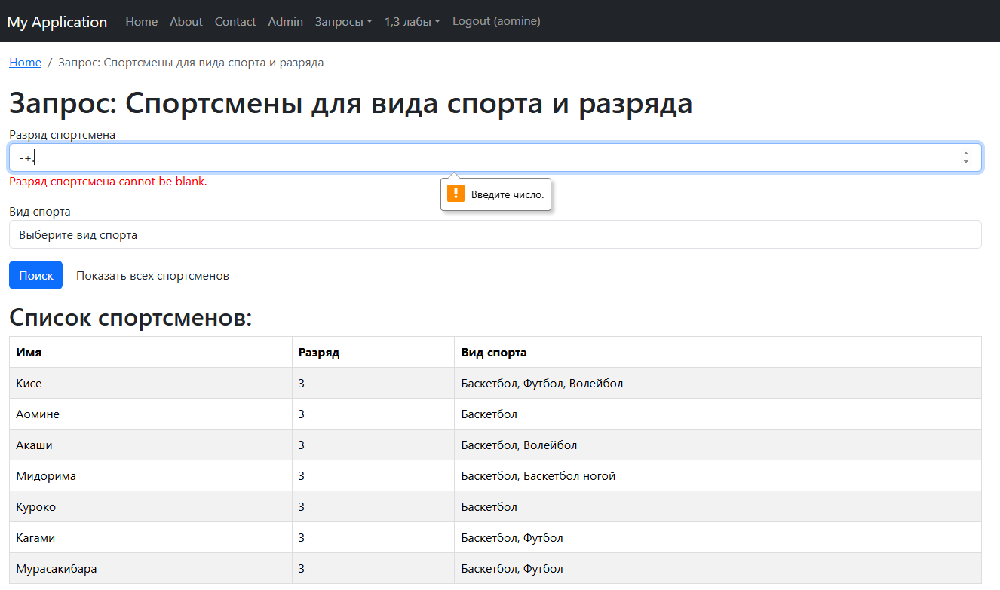 My Application Home About Contact Admin Запросы 1,3 лабы Logout (aomine)
Home / Запрос: Спортсмены для вида спорта и разряда
Запрос: Спортсмены для вида спорта и разряда
Разряд спортсмена
-+.
Разряд спортсмена cannot be blank.
! Введите число.
Вид спорта
Выберите вид спорта
Поиск Показать всех спортсменов
Список спортсменов:
Имя Разряд Вид спорта
Кисе 3 Баскетбол, Футбол, Волейбол
Аомине 3 Баскетбол
Акаши 3 Баскетбол, Волейбол
Мидорима 3 Баскетбол, Баскетбол ногой
Куроко 3 Баскетбол
Кагами 3 Баскетбол, Футбол
Мурасакибара 3 Баскетбол, Футбол